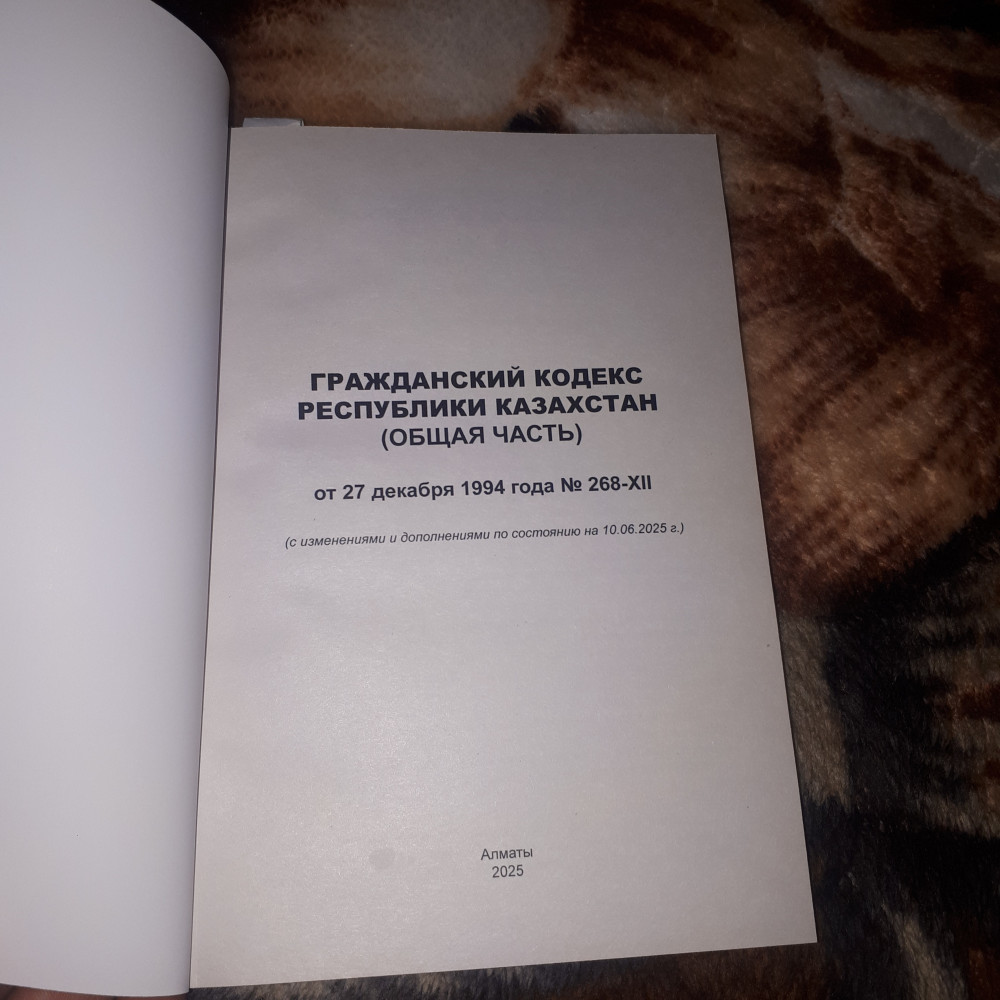 ГРАЖДАНСКИЙ КОДЕКС
РЕСПУБЛИКИ КАЗАХСТАН
(ОБЩАЯ ЧАСТЬ)
от 27 декабря 1994 года № 268-XII
(с изменениями и дополнениями по состоянию на 10.06.2025 г.)
Алматы
2025